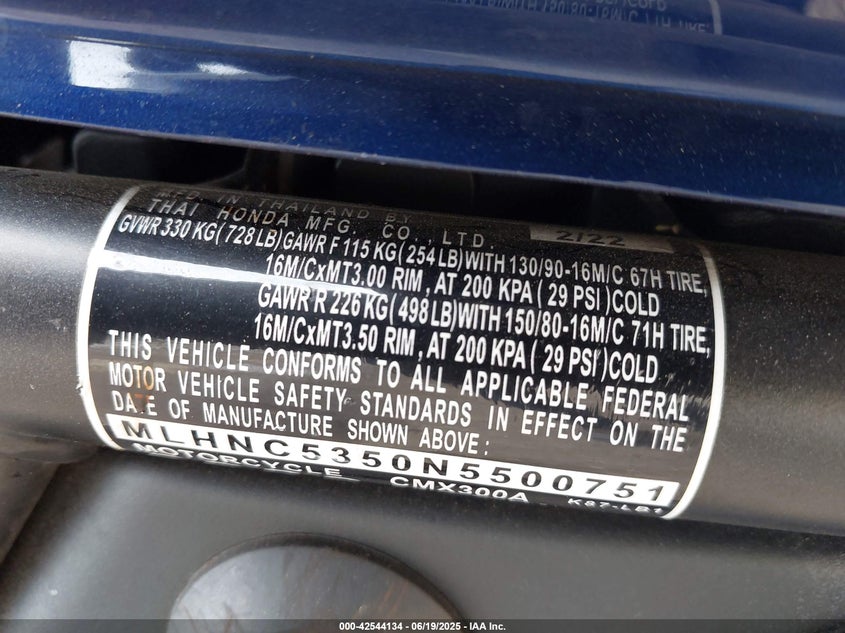 MFD IN THAILAND BY
THAI HONDA MFG. CO., LTD. 2/22
GVWR 330 KG(728 LB)GAWR F 115 KG(254 LB)WITH 130/90-16M/C 67H TIRE,
16M/CxMT3.00 RIM, AT 200 KPA(29 PSI)COLD
GAWR R 226 KG(498 LB)WITH 150/80-16M/C 71H TIRE,
16M/CxMT3.50 RIM, AT 200 KPA(29 PSI)COLD
THIS VEHICLE CONFORMS TO ALL APPLICABLE FEDERAL
MOTOR VEHICLE SAFETY STANDARDS IN EFFECT ON THE
DATE OF MANUFACTURE SHOWN ABOVE:
MLHNC5350N5500751
MOTORCYCLE CMX300A K87-LB1
000-42544134 - 06/19/2025 - IAA Inc.